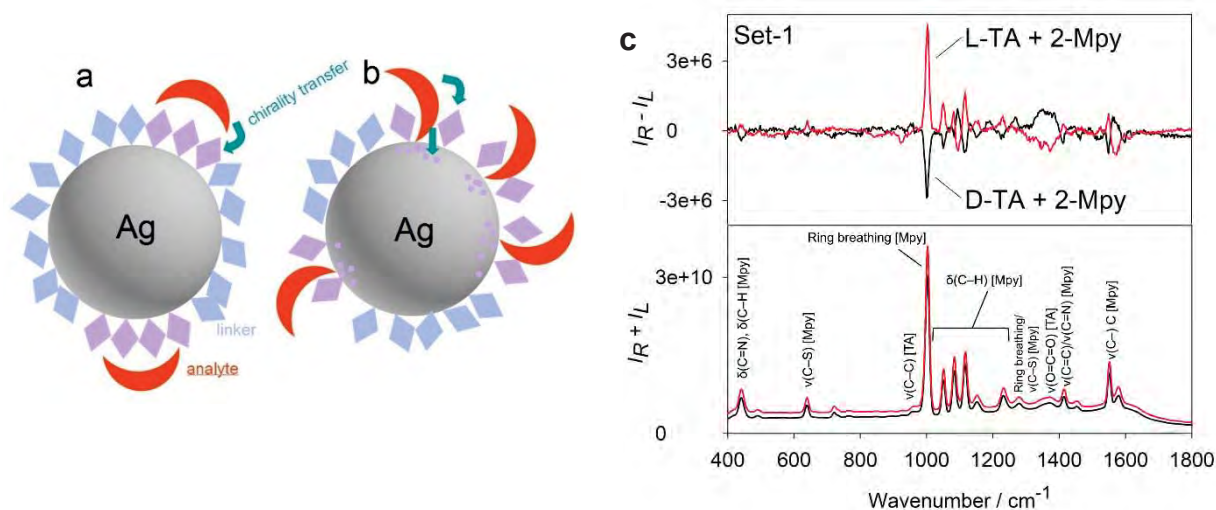 a
b
chirality transfer
Ag
Ag
linker
analyte
c
Set-1
L-TA + 2-Mpy
D-TA + 2-Mpy
I_R - I_L
3e+6
0
-3e+6
I_R + I_L
3e+10
0
δ(C=N), δ(C–H [Mpy]
ν(C–S) [Mpy]
ν(C–C) [TA]
Ring breathing [Mpy]
δ(C–H) [Mpy]
Ring breathing/
ν(C–S) [Mpy]
ν(O=C=O) [TA]
ν(C=C)/ν(C=N) [Mpy]
ν(C–) C [Mpy]
400 600 800 1000 1200 1400 1600 1800
Wavenumber / cm⁻¹